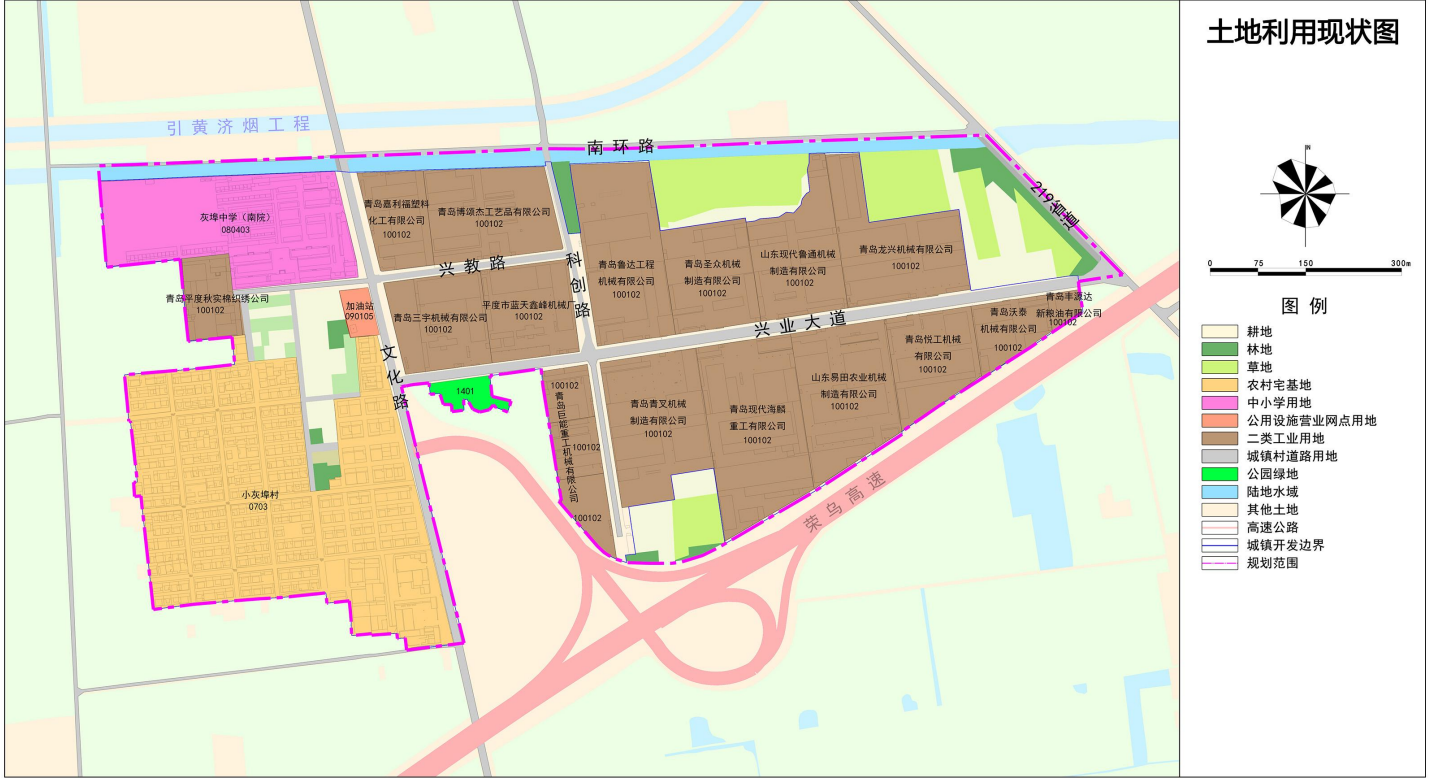 土地利用现状图
引黄济烟工程
南环路
219省道
灰埠中学（南院）
080403
青岛嘉利福塑料
化工有限公司
100102
青岛博颂杰工艺品有限公司
100102
兴教路
科创路
青岛鲁达工程
机械有限公司
100102
青岛圣众机械
制造有限公司
100102
山东现代鲁通机械
制造有限公司
100102
青岛龙兴机械有限公司
100102
青岛平度秋实棉织绣公司
100102
加油站
090105
青岛三宇机械有限公司
100102
平度市蓝天鑫峰机械厂
100102
兴业大道
青岛沃泰
机械有限公司
100102
青岛丰源达
新粮油有限公司
100102
文化路
1401
100102
青岛巨能重工机械有限公司
100102
100102
青岛青叉机械
制造有限公司
100102
青岛现代海麟
重工有限公司
100102
山东易田农业机械
制造有限公司
100102
青岛悦工机械
有限公司
100102
小灰埠村
0703
荣乌高速
N
0 75 150 300m
图例
耕地
林地
草地
农村宅基地
中小学用地
公用设施营业网点用地
二类工业用地
城镇村道路用地
公园绿地
陆地水域
其他土地
高速公路
城镇开发边界
规划范围